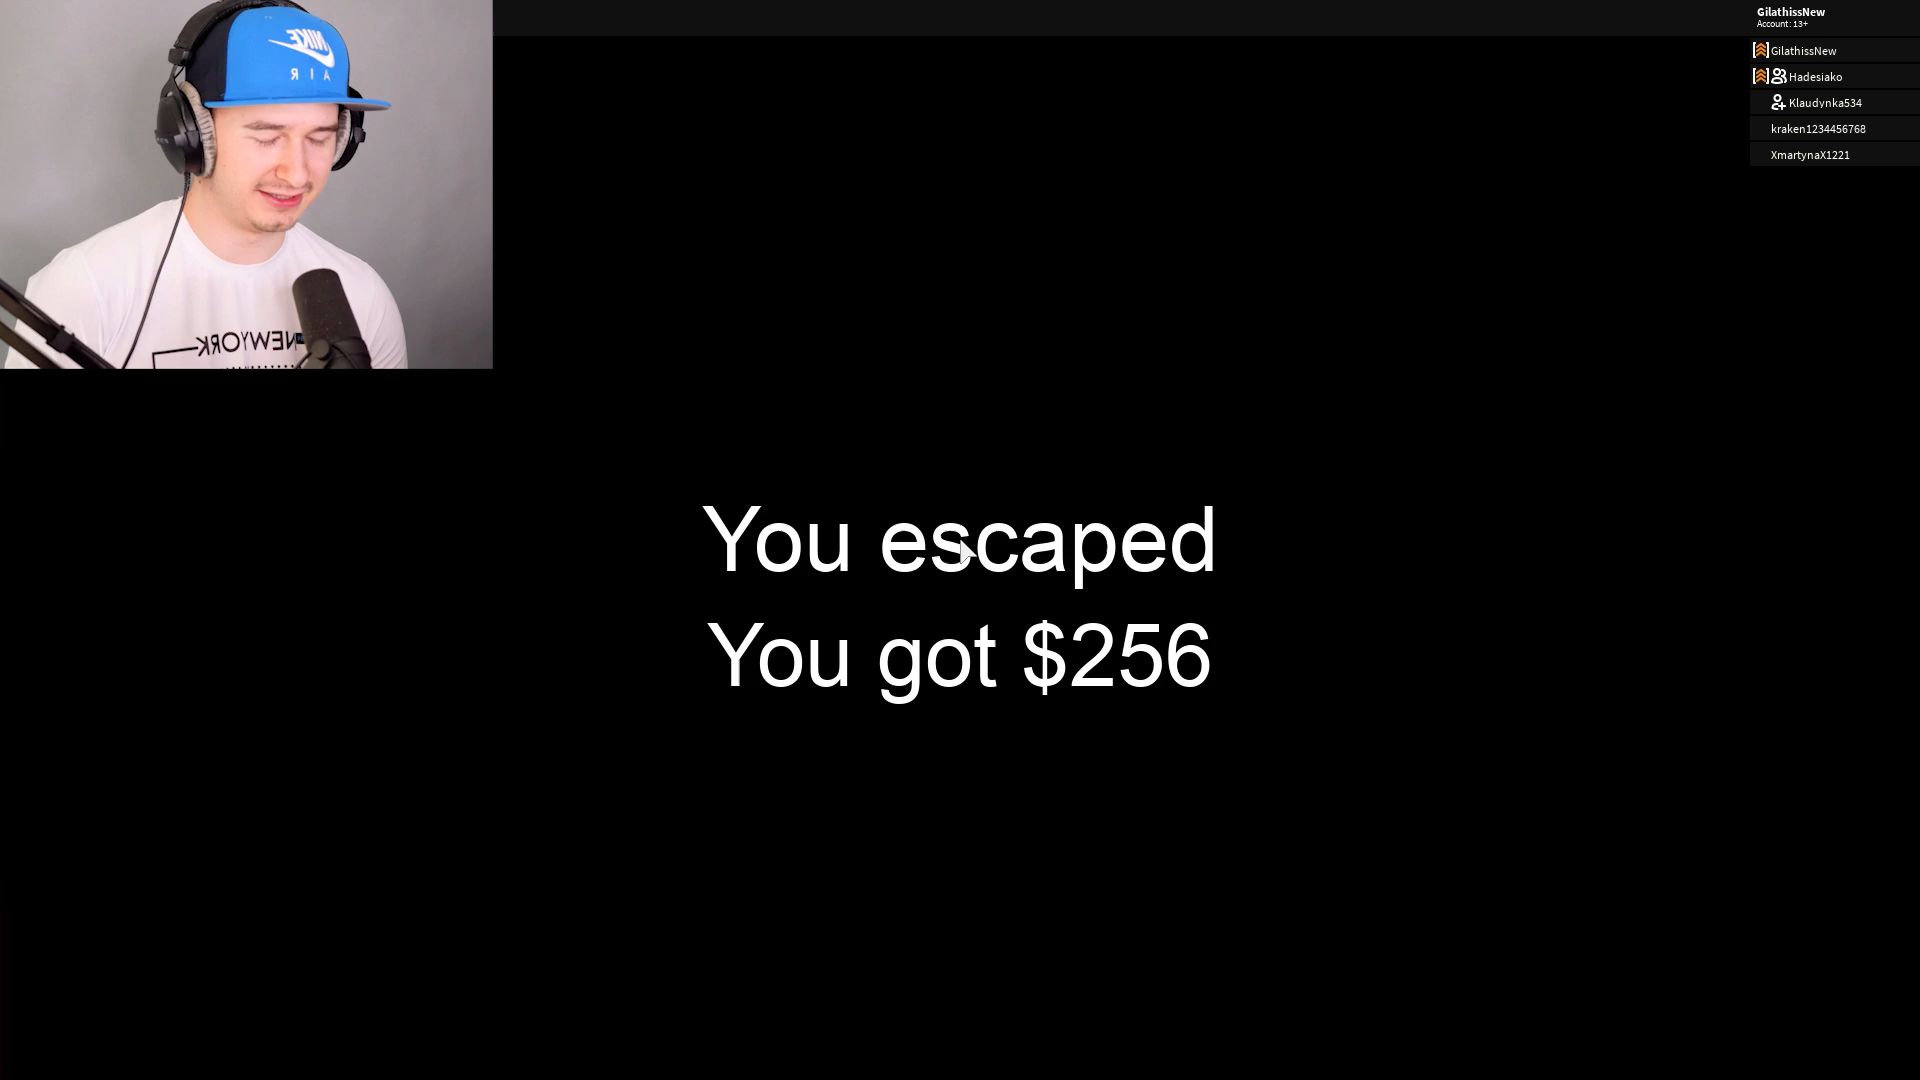 NIKE
AIR
NEWYORK
GilathissNew
Account: 13+
GilathissNew
Hadesiako
Klaudynka534
kraken1234456768
XmartynaX1221
You escaped
You got $256